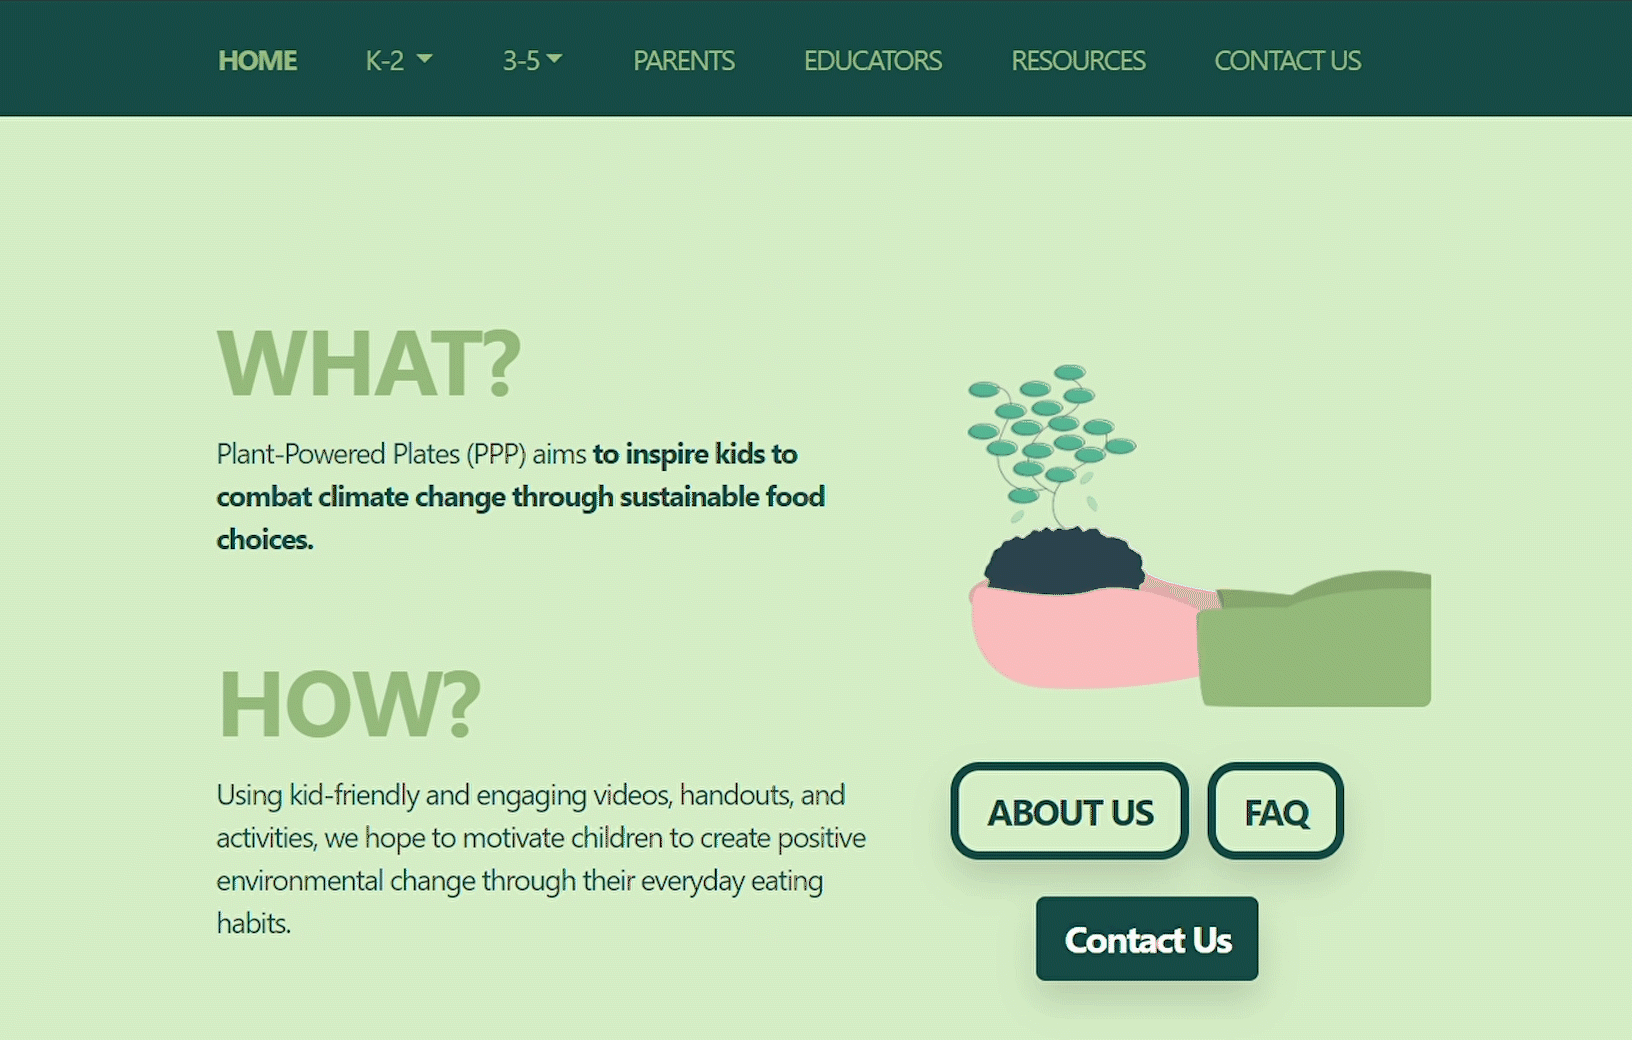 HOME K-2 3-5 PARENTS EDUCATORS RESOURCES CONTACT US
WHAT?
Plant-Powered Plates (PPP) aims to inspire kids to
combat climate change through sustainable food
choices.
HOW?
Using kid-friendly and engaging videos, handouts, and
activities, we hope to motivate children to create positive
environmental change through their everyday eating
habits.
ABOUT US FAQ
Contact Us